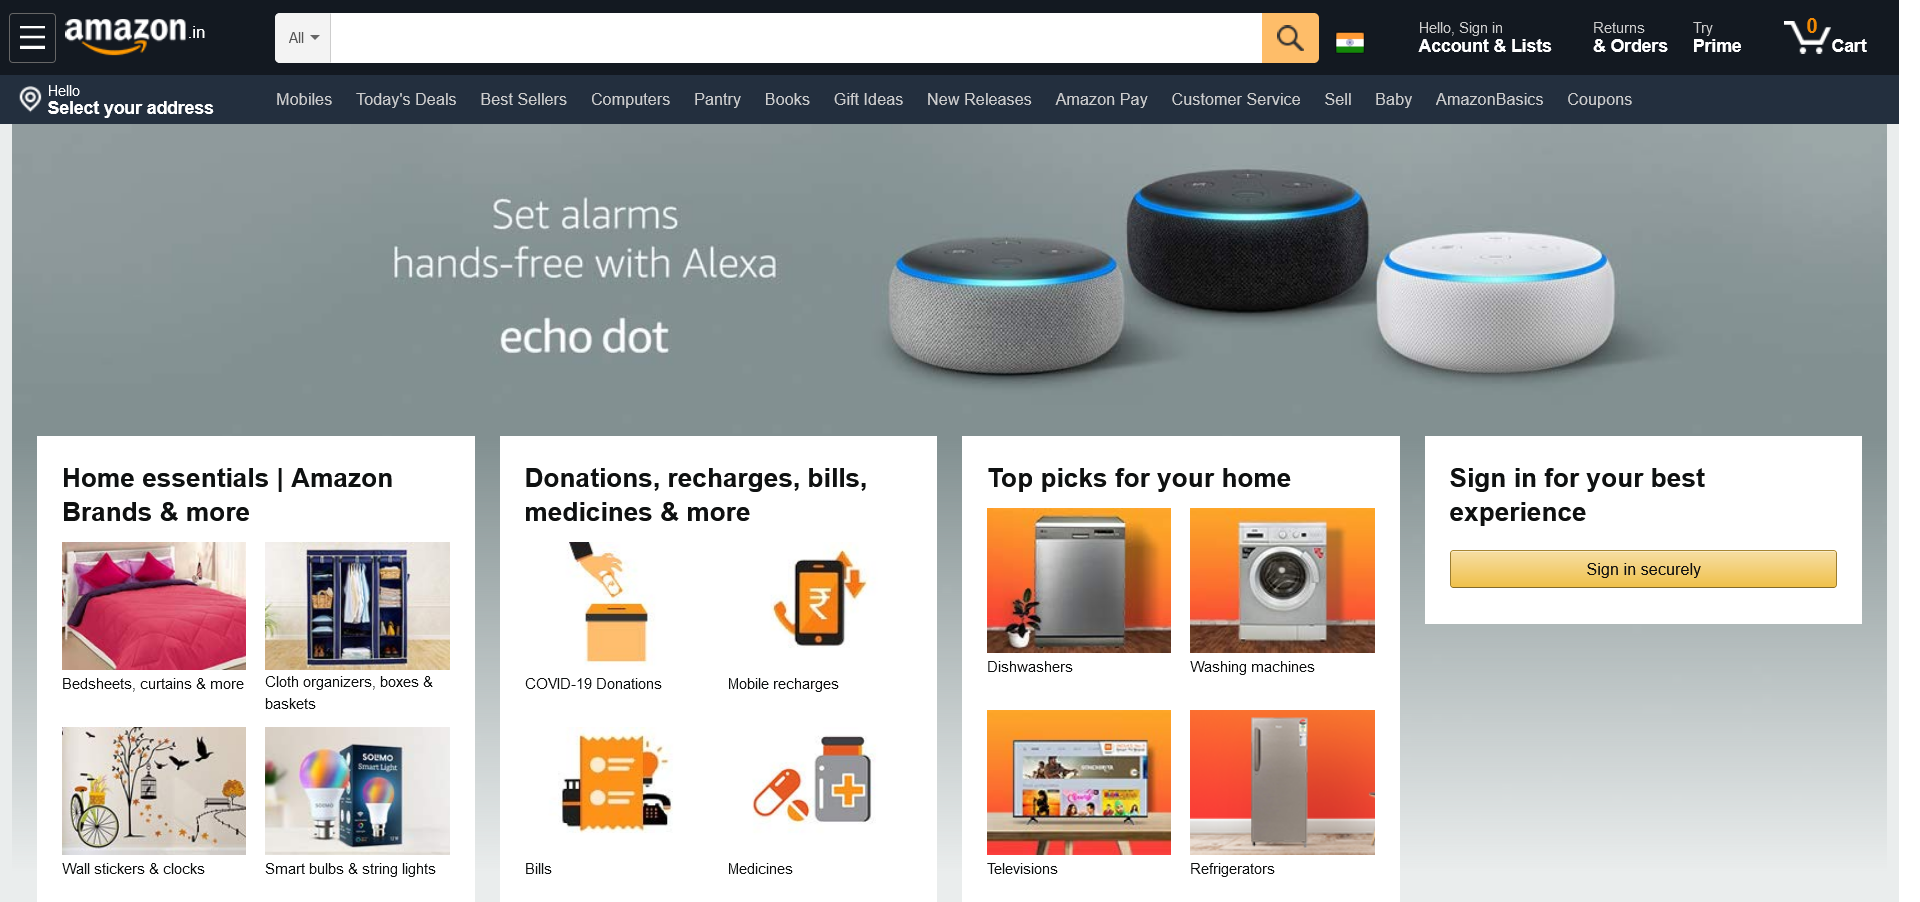 amazon.in
All
Hello, Sign in
Account & Lists
Returns
& Orders
Try
Prime
0
Cart
Hello
Select your address
Mobiles
Today's Deals
Best Sellers
Computers
Pantry
Books
Gift Ideas
New Releases
Amazon Pay
Customer Service
Sell
Baby
AmazonBasics
Coupons
Set alarms
hands-free with Alexa
echo dot
Home essentials | Amazon
Brands & more
Bedsheets, curtains & more
Cloth organizers, boxes &
baskets
SOLIMO
Smart Light
SOLIMO
Wall stickers & clocks
Smart bulbs & string lights
Donations, recharges, bills,
medicines & more
₹
COVID-19 Donations
Mobile recharges
Bills
Medicines
Top picks for your home
Dishwashers
Washing machines
Televisions
Refrigerators
Sign in for your best
experience
Sign in securely